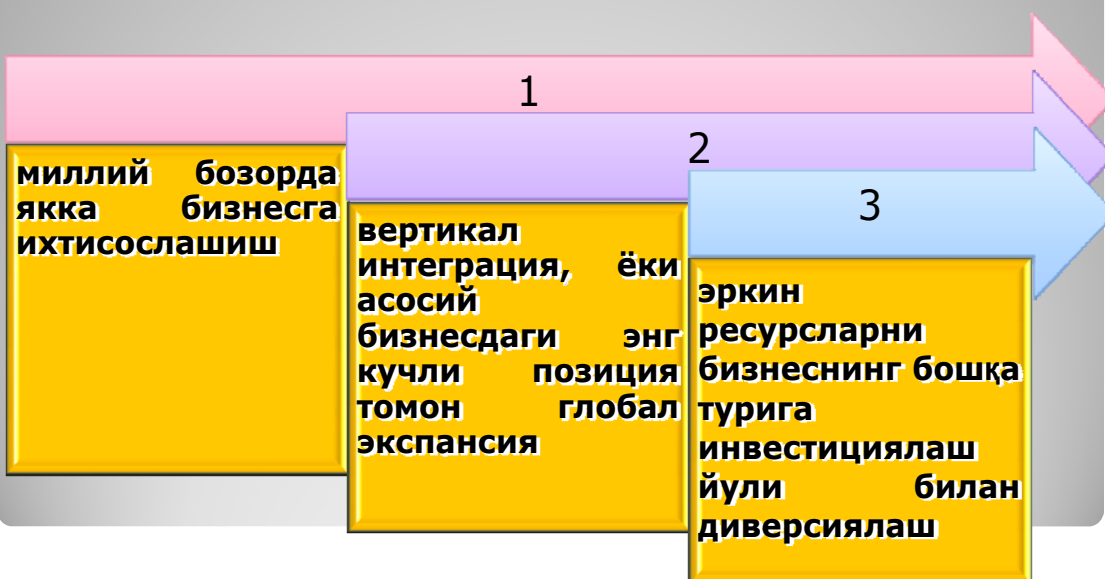 1
миллий бозорда
якка бизнесга
ихтисослашиш
2
вертикал
интеграция, ёки
асосий
бизнесдаги энг
кучли позиция
томон глобал
экспансия
3
эркин
ресурсларни
бизнеснинг бошқа
турига
инвестициялаш
йули билан
диверсиялаш